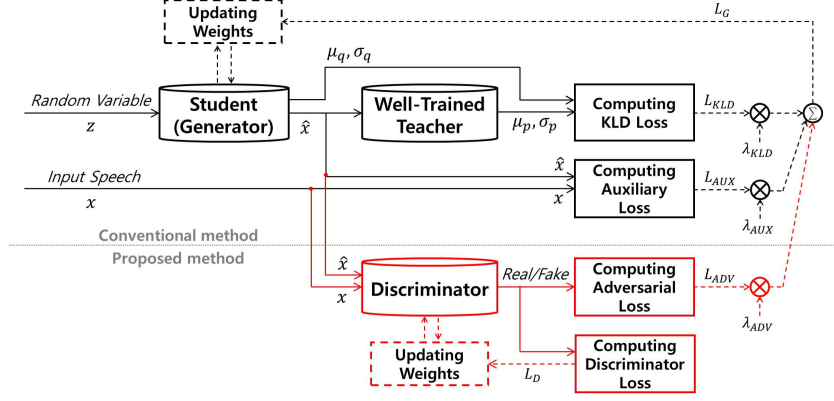 Updating
Weights
L_G
μ_q, σ_q
Random Variable
z
Student
(Generator)
x̂
Well-Trained
Teacher
μ_p, σ_p
Computing
KLD Loss
L_KLD
Σ
λ_KLD
Input Speech
x
x̂
x
Computing
Auxiliary
Loss
L_AUX
λ_AUX
Conventional method
Proposed method
x̂
x
Discriminator
Real/Fake
Computing
Adversarial
Loss
L_ADV
λ_ADV
Updating
Weights
L_D
Computing
Discriminator
Loss